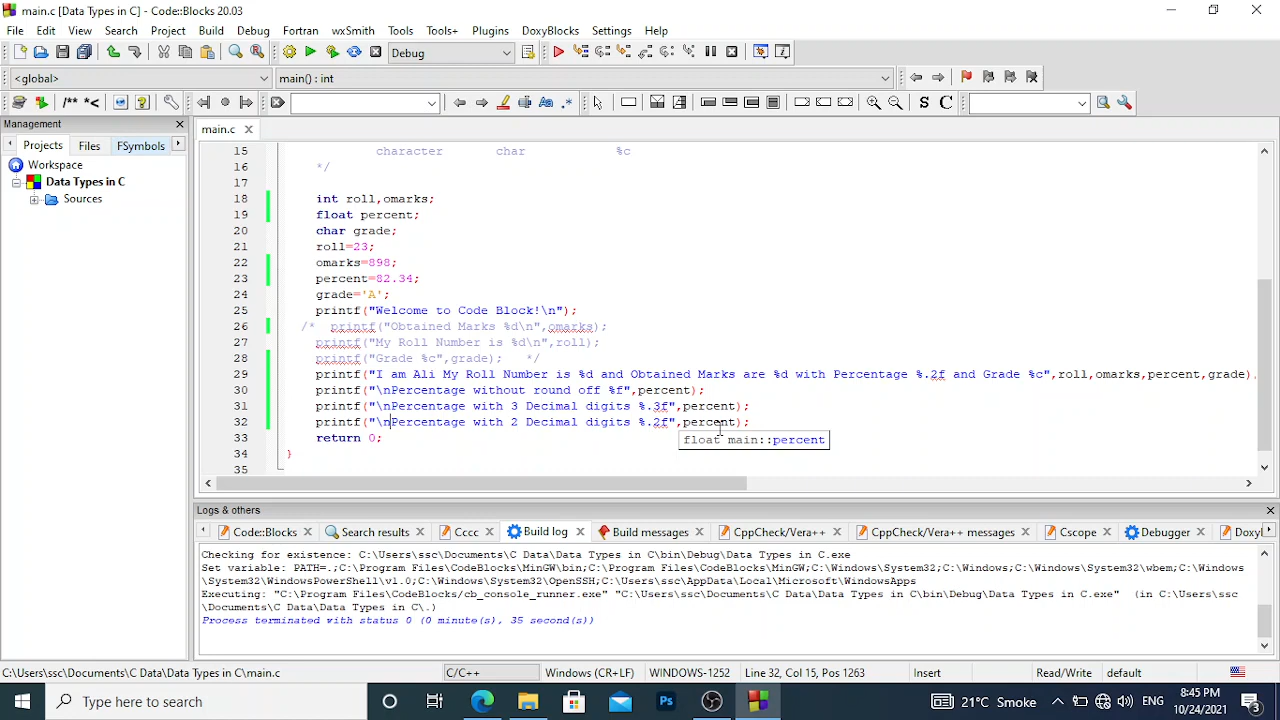 main.c [Data Types in C] - Code::Blocks 20.03
File Edit View Search Project Build Debug Fortran wxSmith Tools Tools+ Plugins DoxyBlocks Settings Help
Debug
<global> main() : int
/** *< S C
Management
main.c
Projects Files FSymbols
Workspace
Data Types in C
Sources
15 character char %c
16 */
17
18 int roll,omarks;
19 float percent;
20 char grade;
21 roll=23;
22 omarks=898;
23 percent=82.34;
24 grade='A';
25 printf("Welcome to Code Block!\n");
26 /* printf("Obtained Marks %d\n",omarks);
27 printf("My Roll Number is %d\n",roll);
28 printf("Grade %c",grade); */
29 printf("I am Ali My Roll Number is %d and Obtained Marks are %d with Percentage %.2f and Grade %c",roll,omarks,percent,grade)
30 printf("\nPercentage without round off %f",percent);
31 printf("\nPercentage with 3 Decimal digits %.3f",percent);
32 printf("\nPercentage with 2 Decimal digits %.2f",percent);
33 return 0;
float main::percent
34 }
35
Logs & others
Code::Blocks Search results Cccc Build log Build messages CppCheck/Vera++ CppCheck/Vera++ messages Cscope Debugger Doxy
Checking for existence: C:\Users\ssc\Documents\C Data\Data Types in C\bin\Debug\Data Types in C.exe
Set variable: PATH=.;C:\Program Files\CodeBlocks\MinGW\bin;C:\Program Files\CodeBlocks\MinGW;C:\Windows\System32;C:\Windows;C:\Windows\System32\wbem;C:\Windows
\System32\WindowsPowerShell\v1.0;C:\Windows\System32\OpenSSH;C:\Users\ssc\AppData\Local\Microsoft\WindowsApps
Executing: "C:\Program Files\CodeBlocks/cb_console_runner.exe" "C:\Users\ssc\Documents\C Data\Data Types in C\bin\Debug\Data Types in C.exe" (in C:\Users\ssc
\Documents\C Data\Data Types in C\.)
Process terminated with status 0 (0 minute(s), 35 second(s))
C:\Users\ssc\Documents\C Data\Data Types in C\main.c C/C++ Windows (CR+LF) WINDOWS-1252 Line 32, Col 15, Pos 1263 Insert Read/Write default
Type here to search Ps 21°C Smoke ENG 8:45 PM
10/24/2021 3